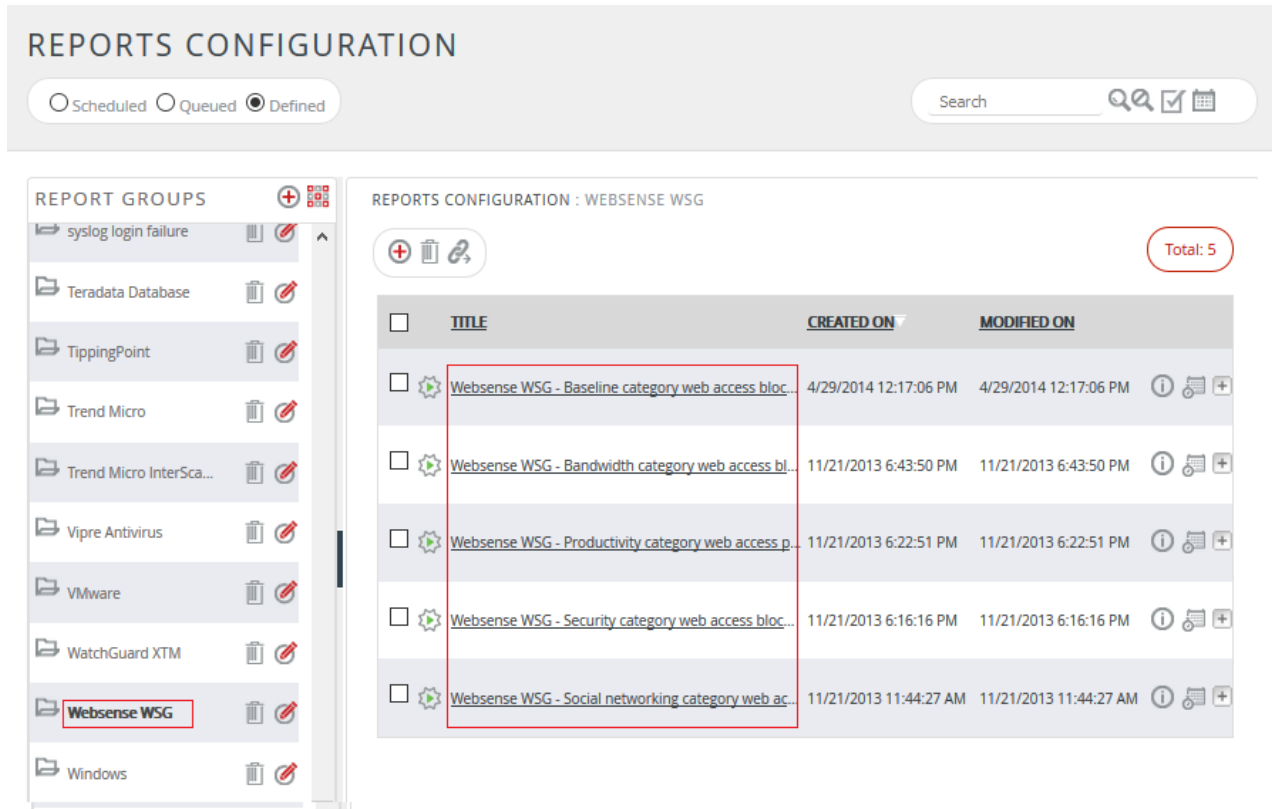 REPORTS CONFIGURATION
Scheduled Queued Defined
Search
REPORT GROUPS
syslog login failure
Teradata Database
TippingPoint
Trend Micro
Trend Micro InterSca...
Vipre Antivirus
VMware
WatchGuard XTM
Websense WSG
Windows
REPORTS CONFIGURATION : WEBSENSE WSG
Total: 5
TITLE CREATED ON MODIFIED ON
Websense WSG - Baseline category web access bloc... 4/29/2014 12:17:06 PM 4/29/2014 12:17:06 PM
Websense WSG - Bandwidth category web access bl... 11/21/2013 6:43:50 PM 11/21/2013 6:43:50 PM
Websense WSG - Productivity category web access p... 11/21/2013 6:22:51 PM 11/21/2013 6:22:51 PM
Websense WSG - Security category web access bloc... 11/21/2013 6:16:16 PM 11/21/2013 6:16:16 PM
Websense WSG - Social networking category web ac... 11/21/2013 11:44:27 AM 11/21/2013 11:44:27 AM